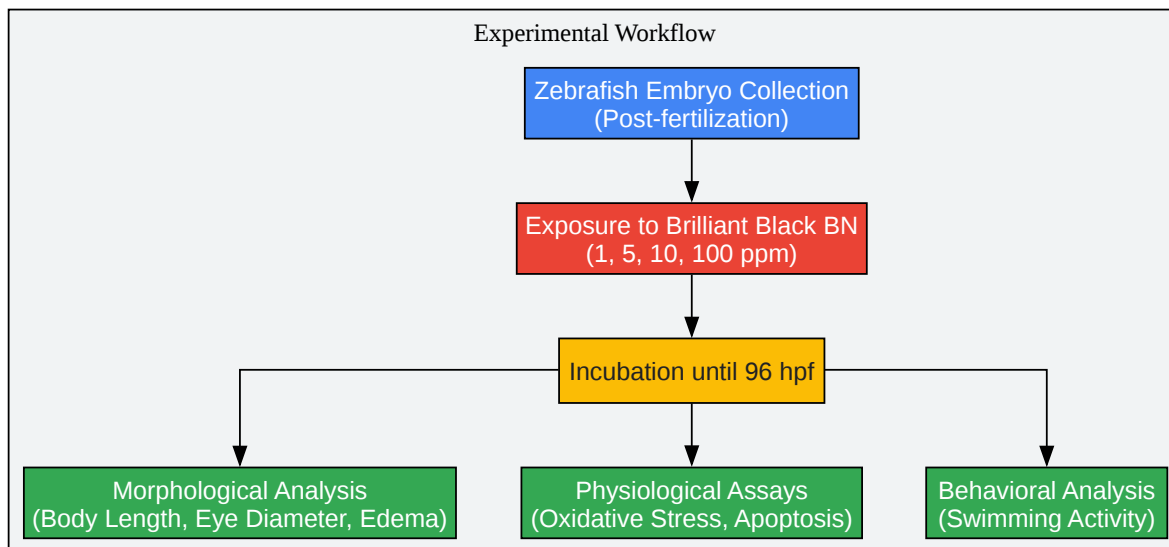 Experimental Workflow
Zebrafish Embryo Collection
(Post-fertilization)
Exposure to Brilliant Black BN
(1, 5, 10, 100 ppm)
Incubation until 96 hpf
Morphological Analysis
(Body Length, Eye Diameter, Edema)
Physiological Assays
(Oxidative Stress, Apoptosis)
Behavioral Analysis
(Swimming Activity)